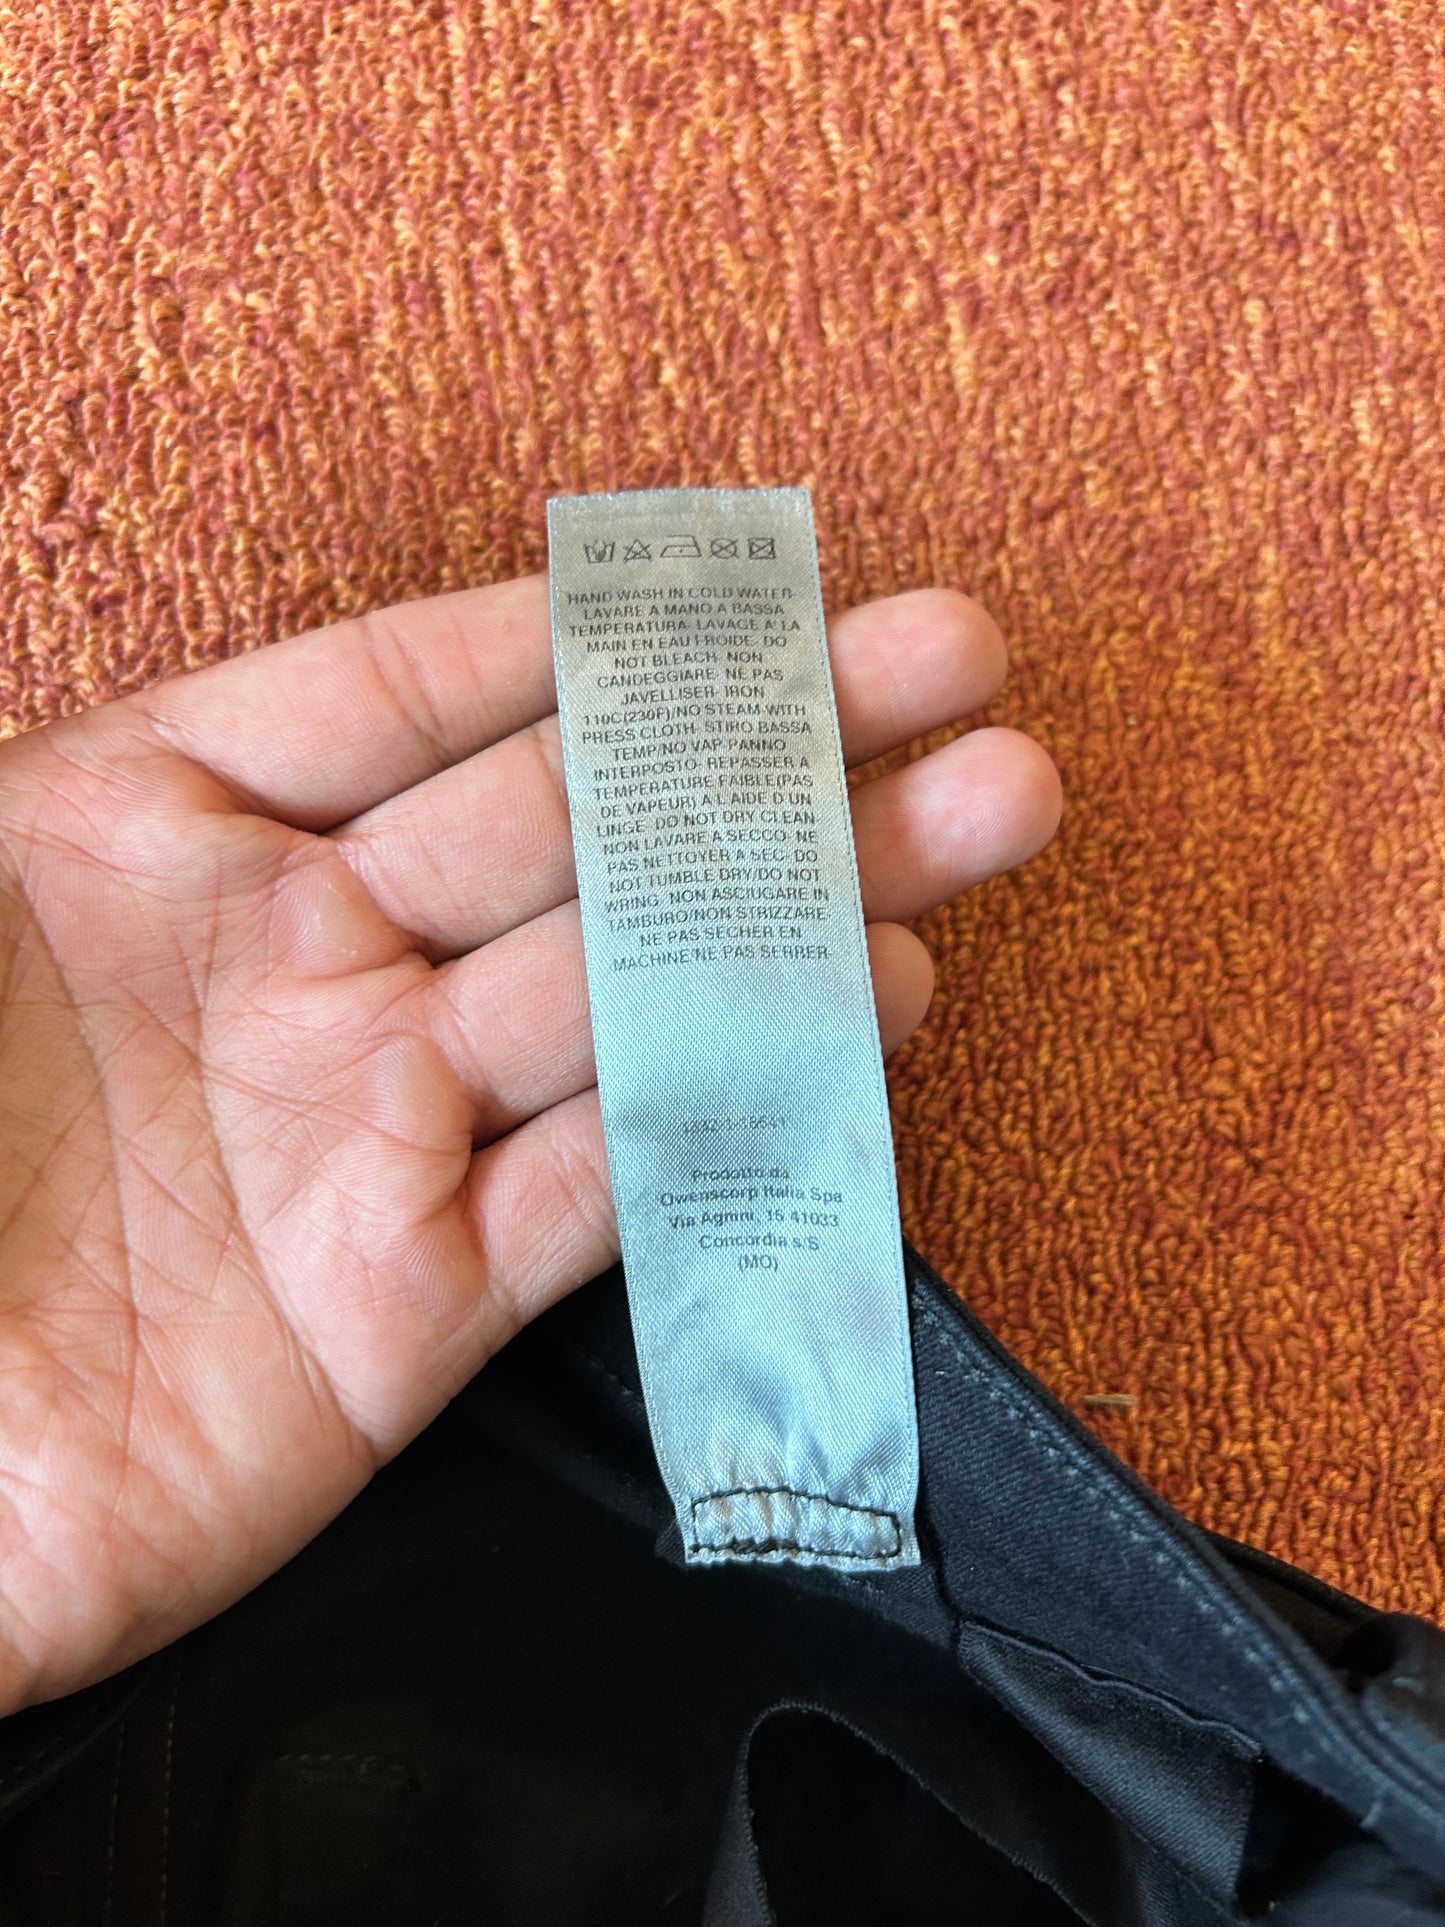 HAND WASH IN COLD WATER-
LAVARE A MANO A BASSA
TEMPERATURA- LAVAGE A' LA
MAIN EN EAU FROIDE- DO
NOT BLEACH- NON
CANDEGGIARE- NE PAS
JAVELLISER- IRON
110C(230F)/NO STEAM-WITH
PRESS CLOTH- STIRO BASSA
TEMP/NO VAP-PANNO
INTERPOSTO- REPASSER A
TEMPERATURE FAIBLE(PAS
DE VAPEUR) A L'AIDE D'UN
LINGE. DO NOT DRY CLEAN
NON LAVARE A SECCO- NE
PAS NETTOYER A SEC- DO
NOT TUMBLE DRY/DO NOT
WRING. NON ASCIUGARE IN
TAMBURO/NON STRIZZARE-
NE PAS SECHER EN
MACHINE/NE PAS SERRER-
Prodotto da
Owenscorp Italia Spa
Via Agnini, 15 41033
Concordia s/S
(MO)